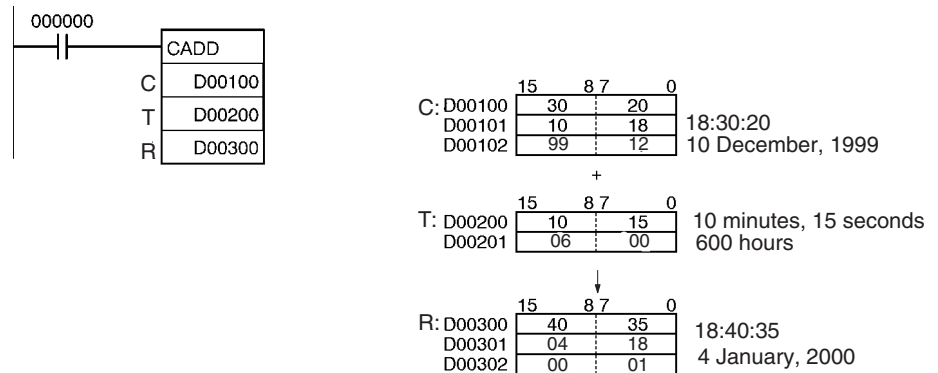 000000
CADD
C D00100
T D00200
R D00300
15 8 7 0
C: D00100 30 20
D00101 10 18
D00102 99 12
18:30:20
10 December, 1999
+
15 8 7 0
T: D00200 10 15
D00201 06 00
10 minutes, 15 seconds
600 hours
15 8 7 0
R: D00300 40 35
D00301 04 18
D00302 00 01
18:40:35
4 January, 2000